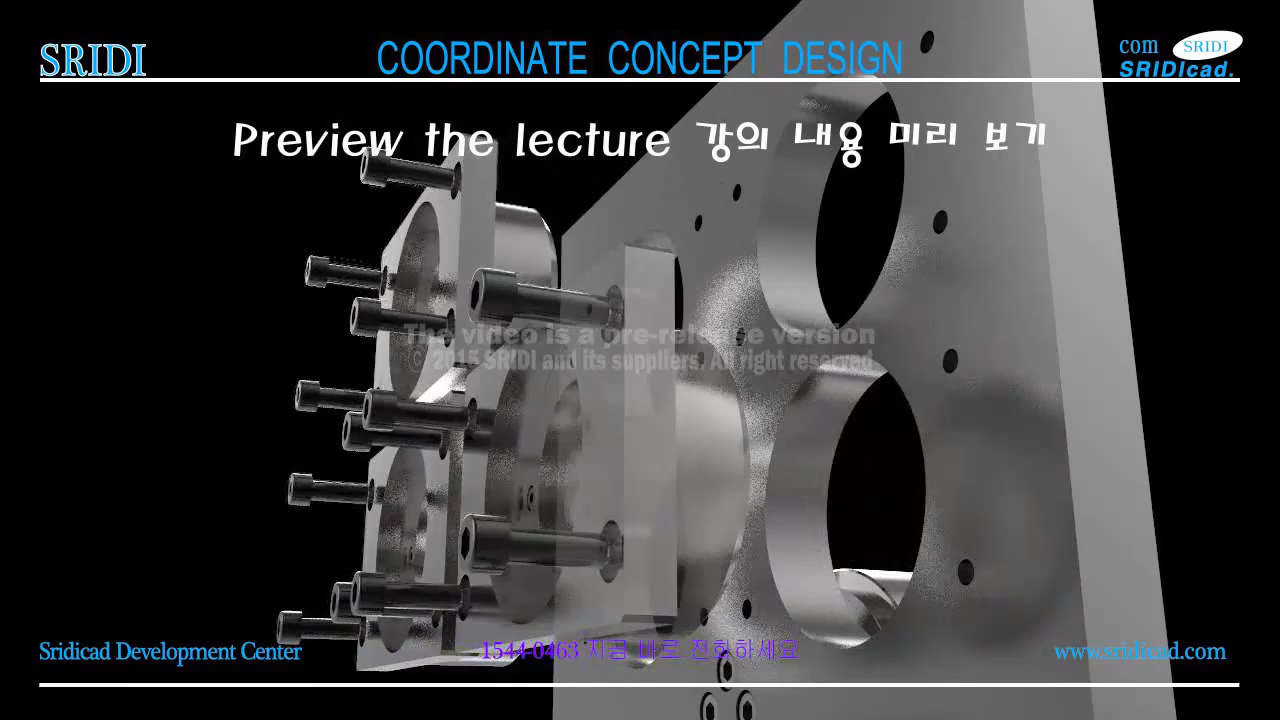 SRIDI
COORDINATE CONCEPT DESIGN
com SRIDI
SRIDIcad.
Preview the lecture 강의 내용 미리 보기
The video is a pre-release version
© 2015 SRIDI and its suppliers. All right reserved
Sridicad Development Center
1544-0463 지금 바로 전화하세요
www.sridicad.com